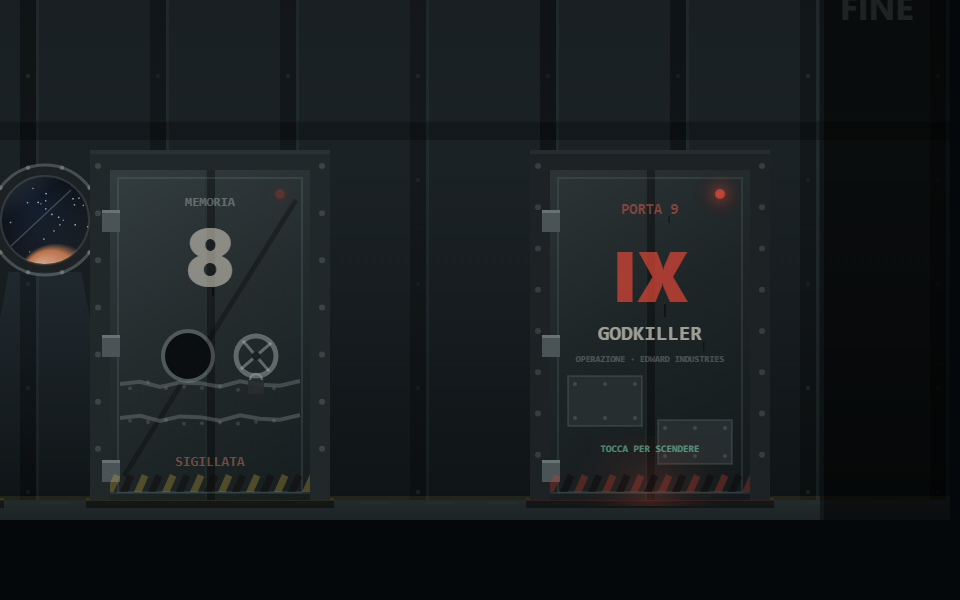 FINE
MEMORIA
8
SIGILLATA
PORTA 9
IX
GODKILLER
OPERAZIONE · EDWARD INDUSTRIES
TOCCA PER SCENDERE